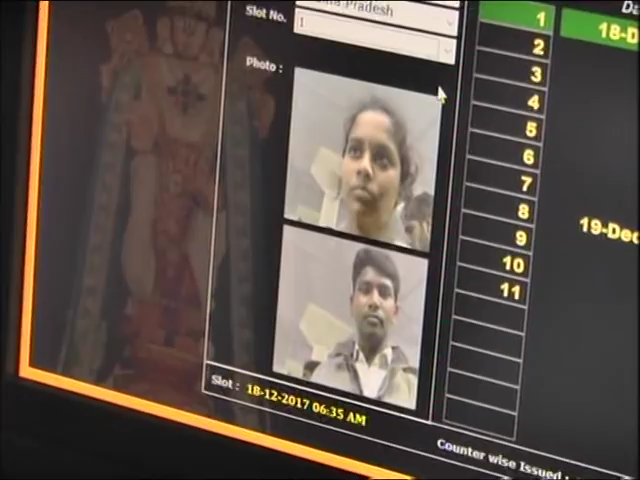 Pradesh
Slot No.
1
Photo :
Slot :
18-12-2017 06:35 AM
1
2
3
4
5
6
7
8
9
10
11
18-D
19-Dec
Counter wise Issued